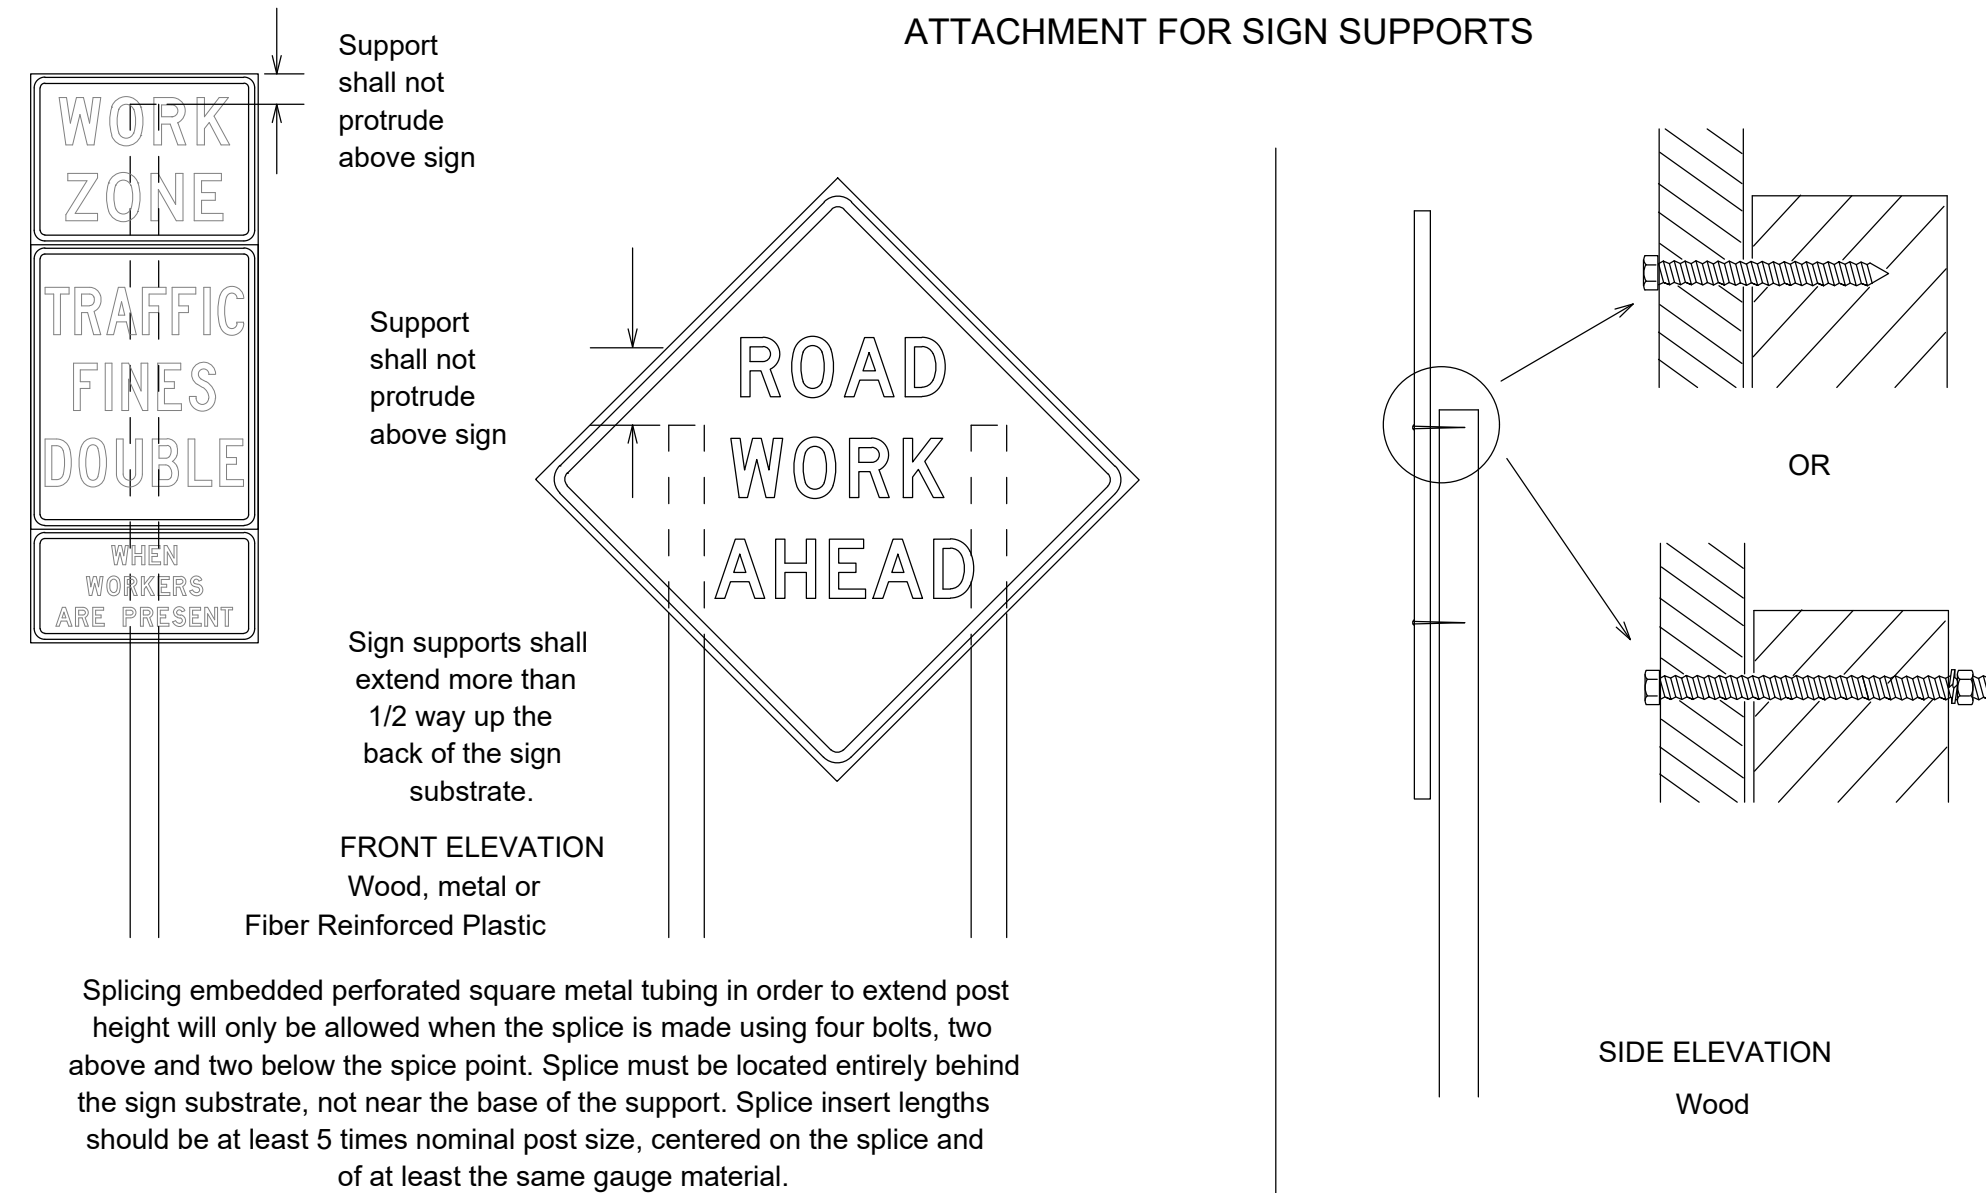 ATTACHMENT FOR SIGN SUPPORTS
Support
shall not
protrude
above sign
WORK
ZONE
TRAFFIC
FINES
DOUBLE
WHEN
WORKERS
ARE PRESENT
Support
shall not
protrude
above sign
ROAD
WORK
AHEAD
Sign supports shall
extend more than
1/2 way up the
back of the sign
substrate.
FRONT ELEVATION
Wood, metal or
Fiber Reinforced Plastic
Splicing embedded perforated square metal tubing in order to extend post
height will only be allowed when the splice is made using four bolts, two
above and two below the spice point. Splice must be located entirely behind
the sign substrate, not near the base of the support. Splice insert lengths
should be at least 5 times nominal post size, centered on the splice and
of at least the same gauge material.
OR
SIDE ELEVATION
Wood